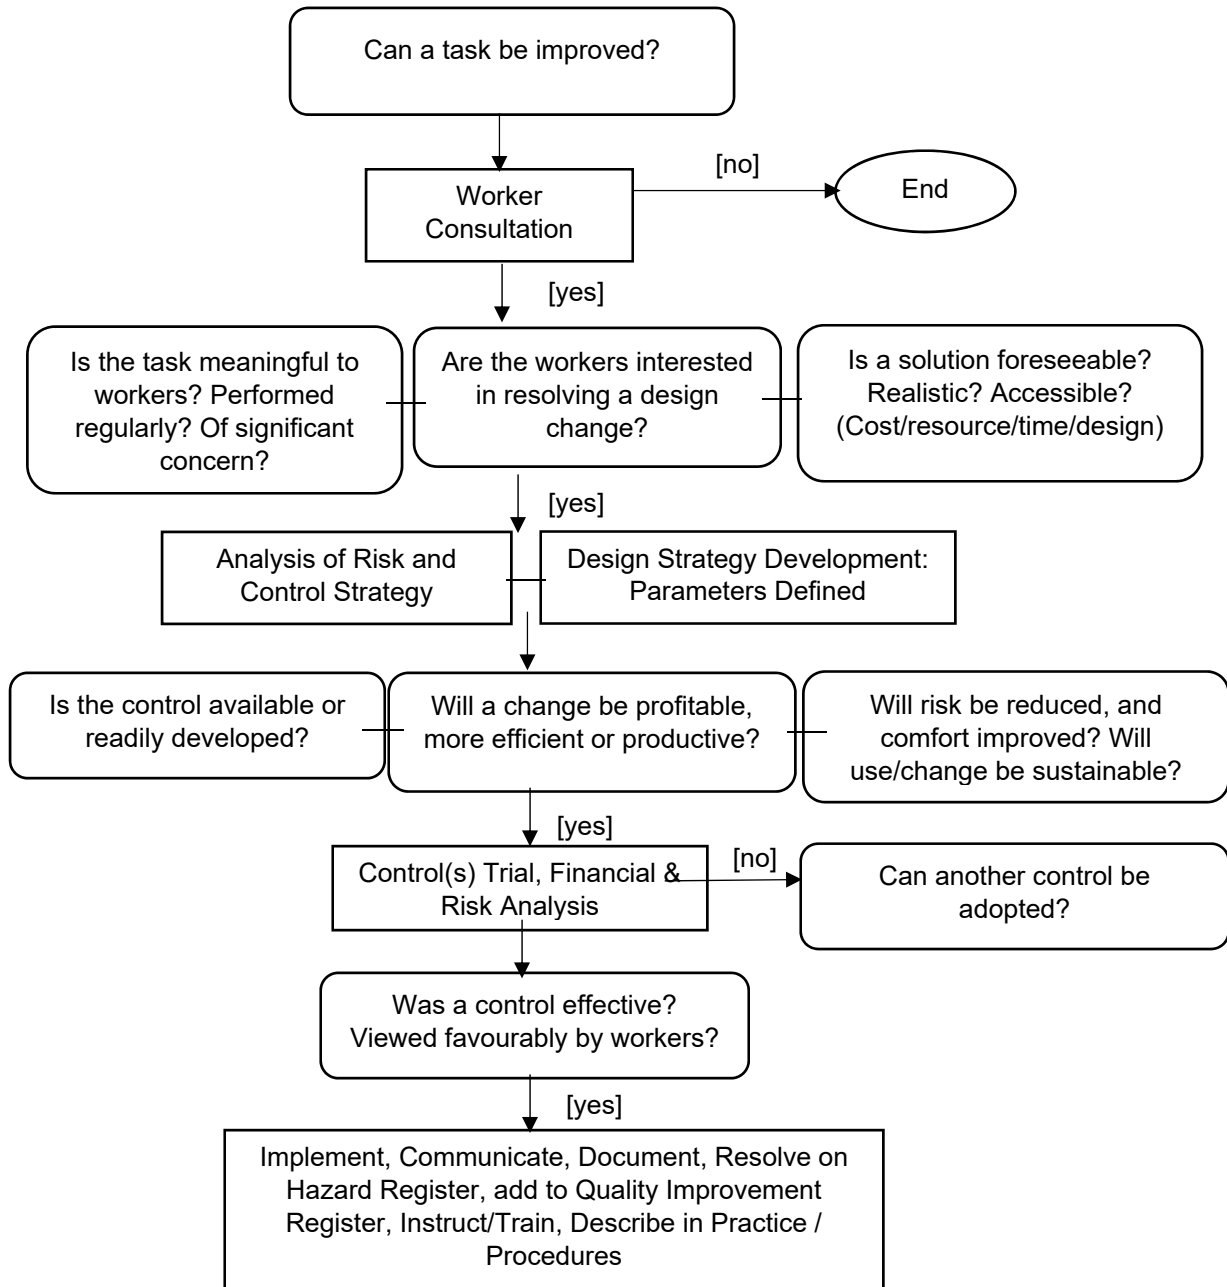 Can a task be improved?
Worker
Consultation
[no]
End
[yes]
Is the task meaningful to
workers? Performed
regularly? Of significant
concern?
Are the workers interested
in resolving a design
change?
Is a solution foreseeable?
Realistic? Accessible?
(Cost/resource/time/design)
[yes]
Analysis of Risk and
Control Strategy
Design Strategy Development:
Parameters Defined
Is the control available or
readily developed?
Will a change be profitable,
more efficient or productive?
Will risk be reduced, and
comfort improved? Will
use/change be sustainable?
[yes]
Control(s) Trial, Financial &
Risk Analysis
[no]
Can another control be
adopted?
Was a control effective?
Viewed favourably by workers?
[yes]
Implement, Communicate, Document, Resolve on
Hazard Register, add to Quality Improvement
Register, Instruct/Train, Describe in Practice /
Procedures